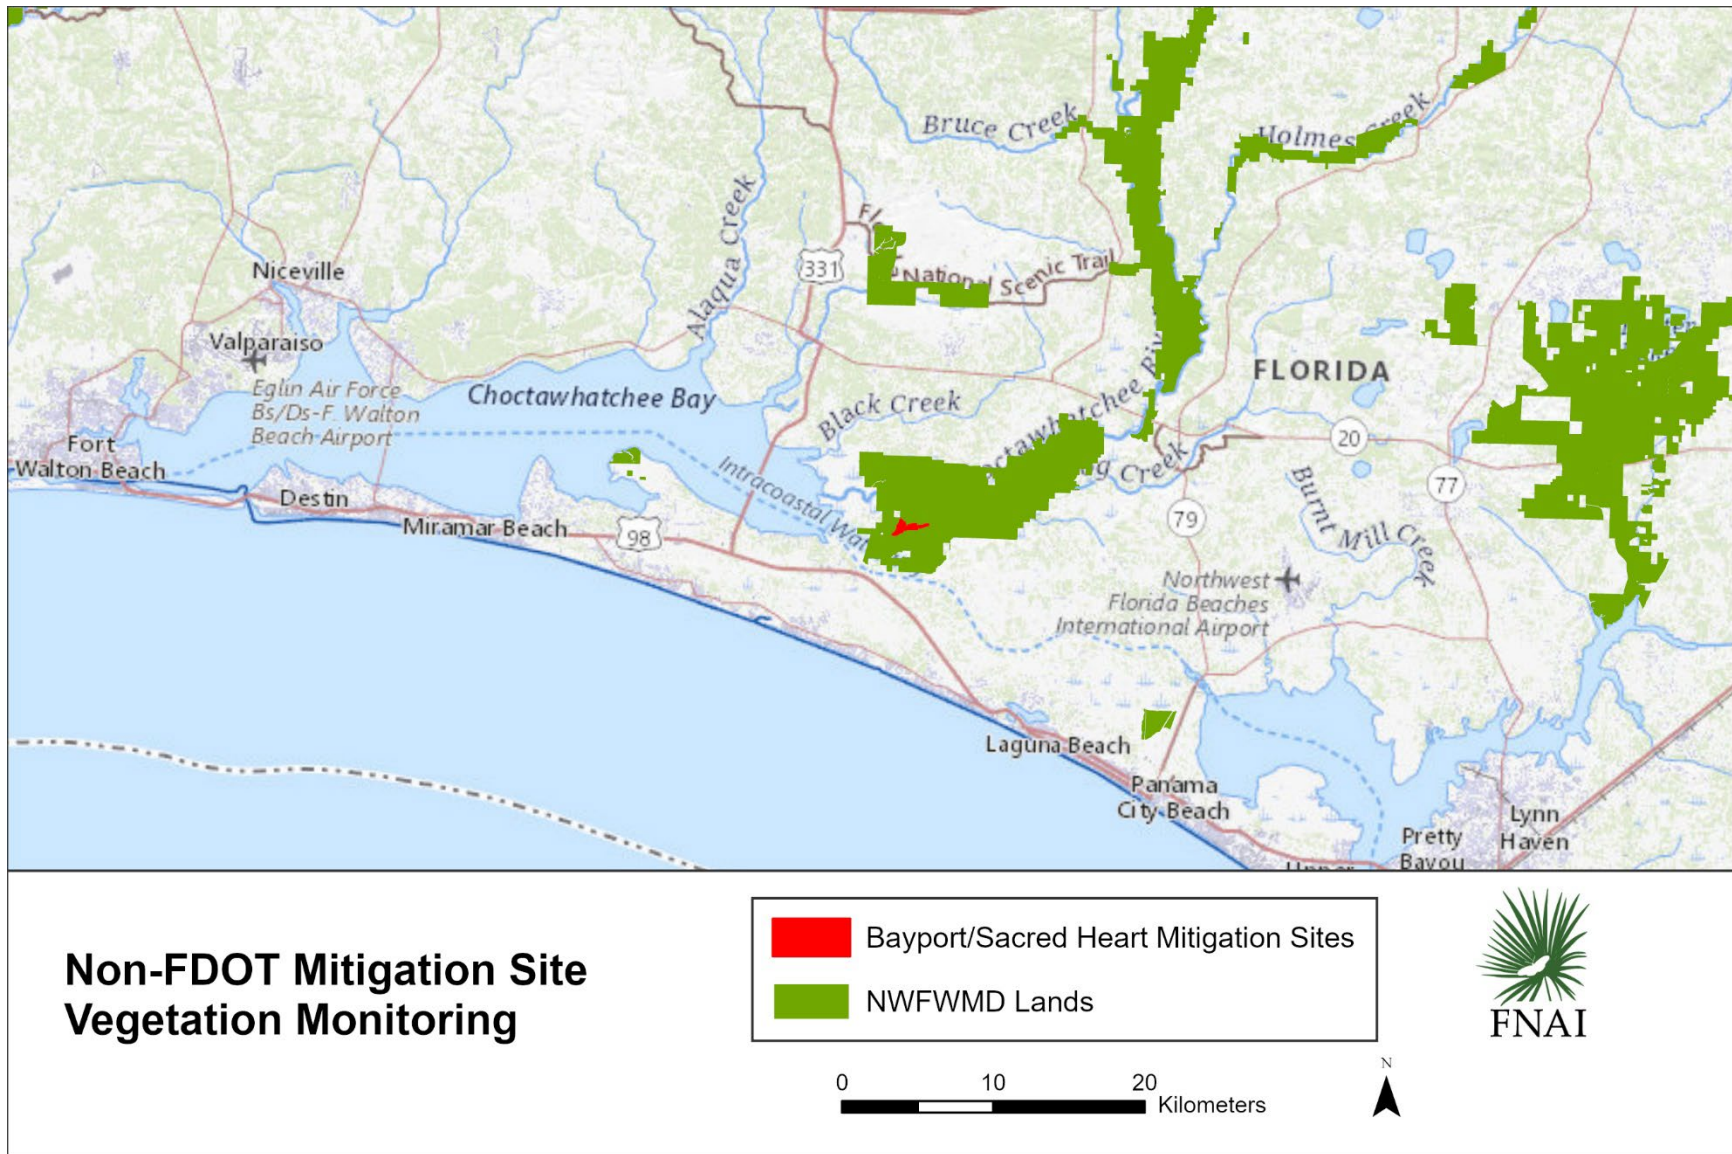 Bruce Creek
Holmes Creek
Alaqua Creek
331
National Scenic Trail
Niceville
Valparaiso
Eglin Air Force
Bs/Ds-F. Walton
Beach Airport
Choctawhatchee Bay
Black Creek
FLORIDA
20
77
79
Fort
Walton Beach
Destin
Miramar Beach
98
Intracoastal
Creek
Burnt Mill Creek
Northwest
Florida Beaches
International Airport
Laguna Beach
Panama
City Beach
Lynn
Haven
Pretty
Bayou
Non-FDOT Mitigation Site
Vegetation Monitoring
Bayport/Sacred Heart Mitigation Sites
NWFWMD Lands
FNAI
N
0 10 20
Kilometers